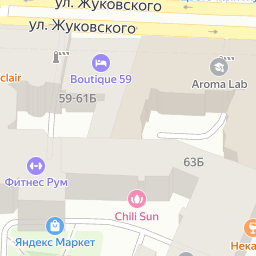 ул. Жуковского
ул. Жуковского
clair
Boutique 59
Aroma Lab
59-61Б
63Б
Фитнес Рум
Chili Sun
Яндекс Маркет
Нека